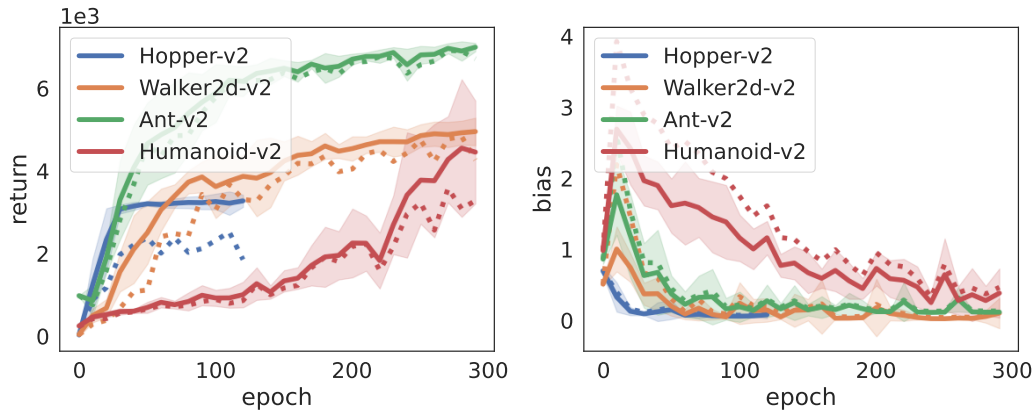 1e3
Hopper-v2
Walker2d-v2
Ant-v2
Humanoid-v2
6
4
2
0
return
0
100
200
300
epoch
Hopper-v2
Walker2d-v2
Ant-v2
Humanoid-v2
4
3
2
1
0
bias
0
100
200
300
epoch